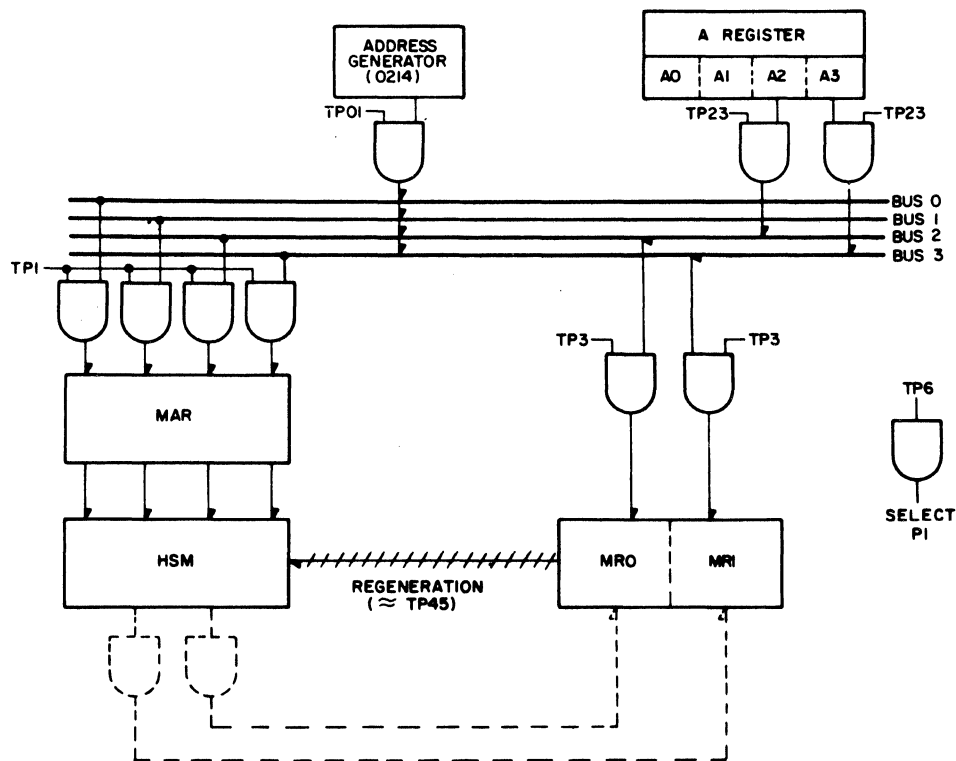 ADDRESS
GENERATOR
(0214)
A REGISTER
A0 A1 A2 A3
TP01
TP23
TP23
BUS 0
BUS 1
BUS 2
BUS 3
TP1
TP3
TP3
MAR
TP6
SELECT
P1
HSM
REGENERATION
(≈ TP45)
MR0
MR1